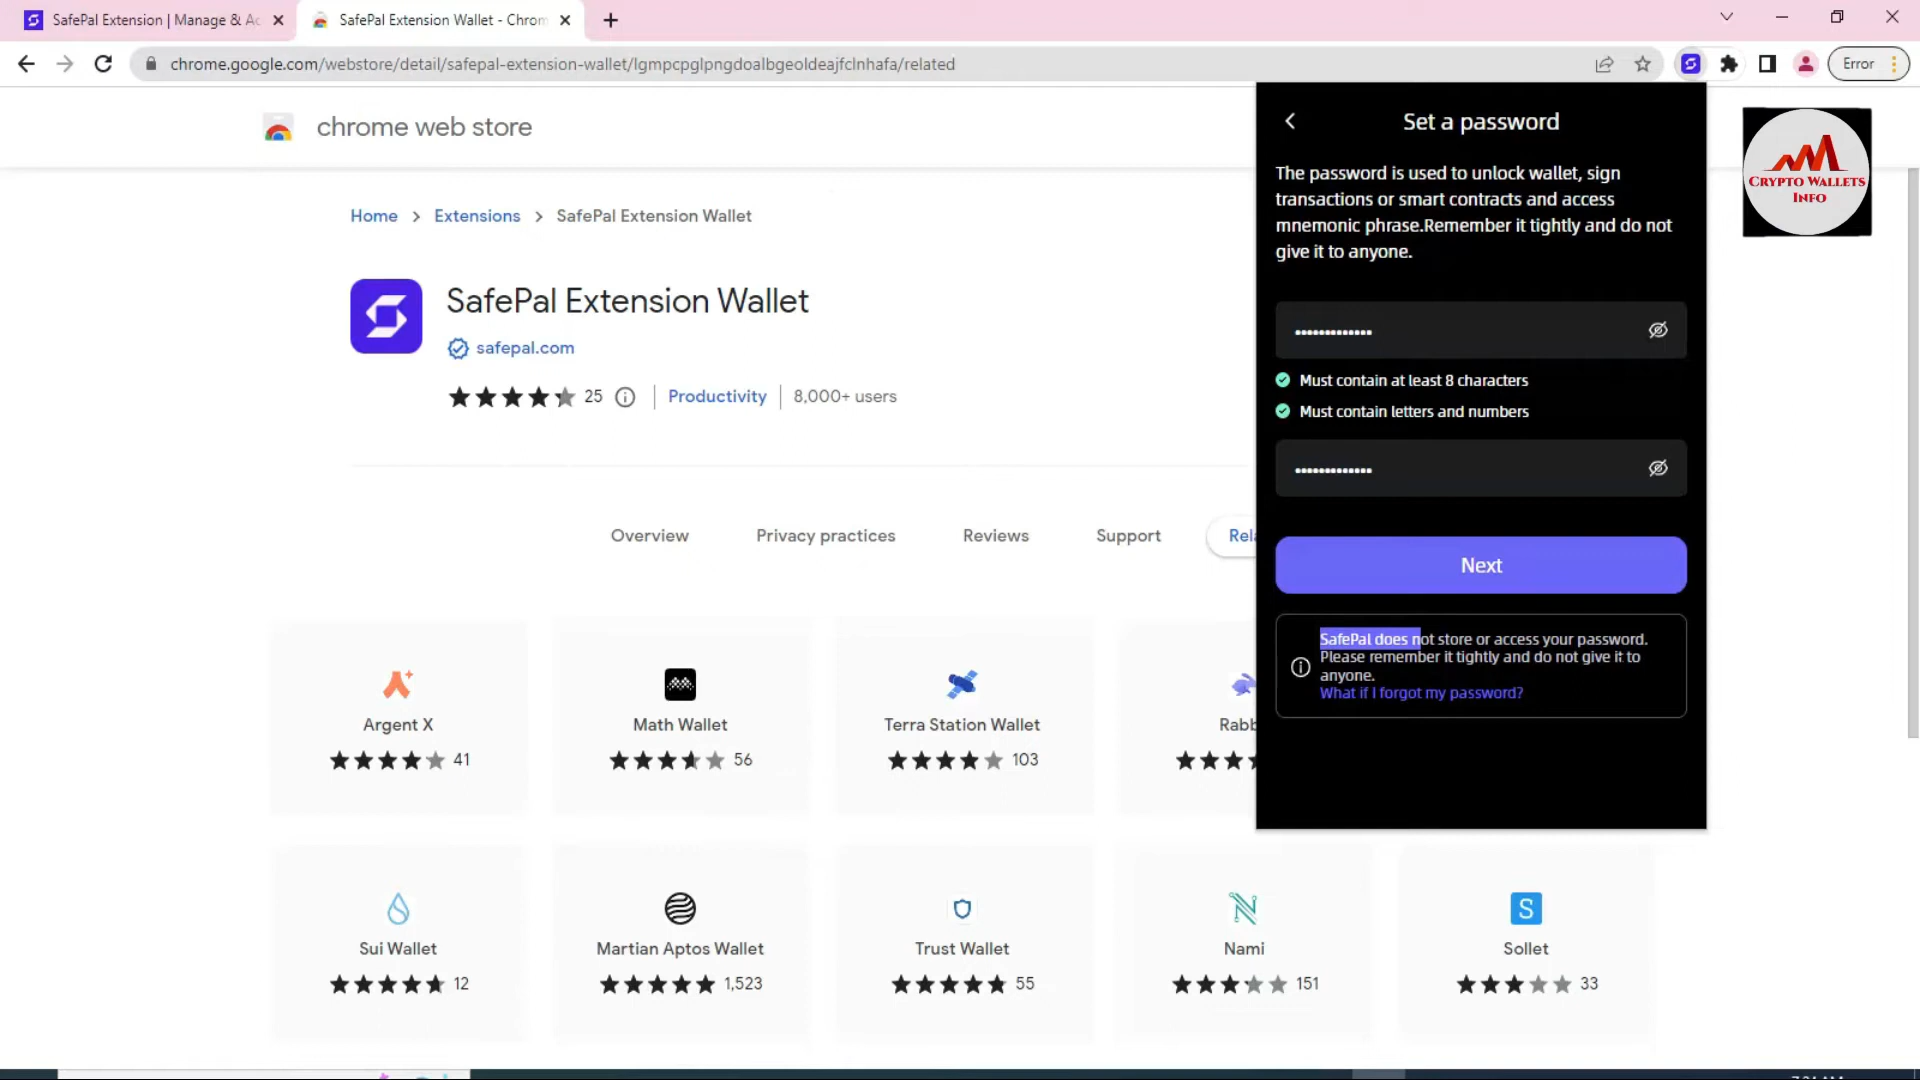 SafePal Extension | Manage & Ac
SafePal Extension Wallet - Chrom
chrome.google.com/webstore/detail/safepal-extension-wallet/lgmpcpglpngdoalbgeoldeajfclnhafa/related
Error
chrome web store
Home > Extensions > SafePal Extension Wallet
SafePal Extension Wallet
safepal.com
25
Productivity
8,000+ users
Overview
Privacy practices
Reviews
Support
Rela
Argent X
41
Math Wallet
56
Terra Station Wallet
103
Rabb
Sui Wallet
12
Martian Aptos Wallet
1,523
Trust Wallet
55
Nami
151
Sollet
33
Set a password
The password is used to unlock wallet, sign
transactions or smart contracts and access
mnemonic phrase.Remember it tightly and do not
give it to anyone.
Must contain at least 8 characters
Must contain letters and numbers
Next
SafePal does not store or access your password.
Please remember it tightly and do not give it to
anyone.
What if I forgot my password?
CRYPTO WALLETS
INFO